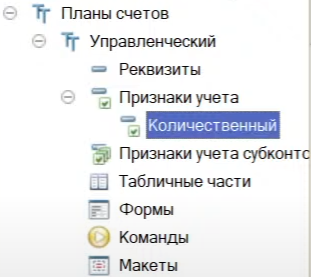 Планы счетов
Управленческий
Реквизиты
Признаки учета
Количественный
Признаки учета субконто
Табличные части
Формы
Команды
Макеты